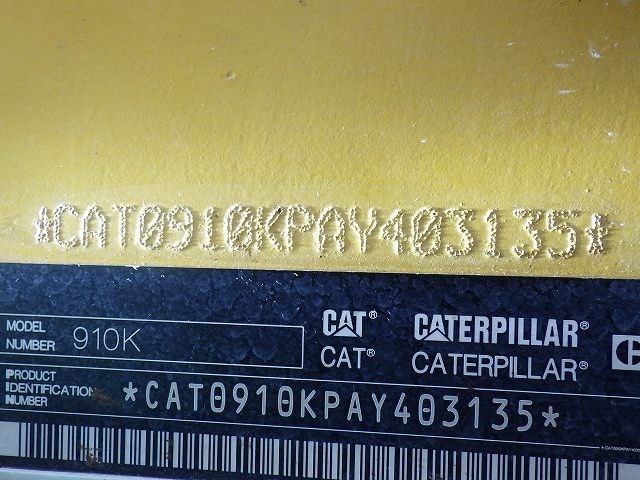 *CAT0910KPAY403135*
MODEL NUMBER 910K
CAT® CATERPILLAR®
CAT® CATERPILLAR®
PRODUCT
IDENTIFICATION
NUMBER
*CAT0910KPAY403135*